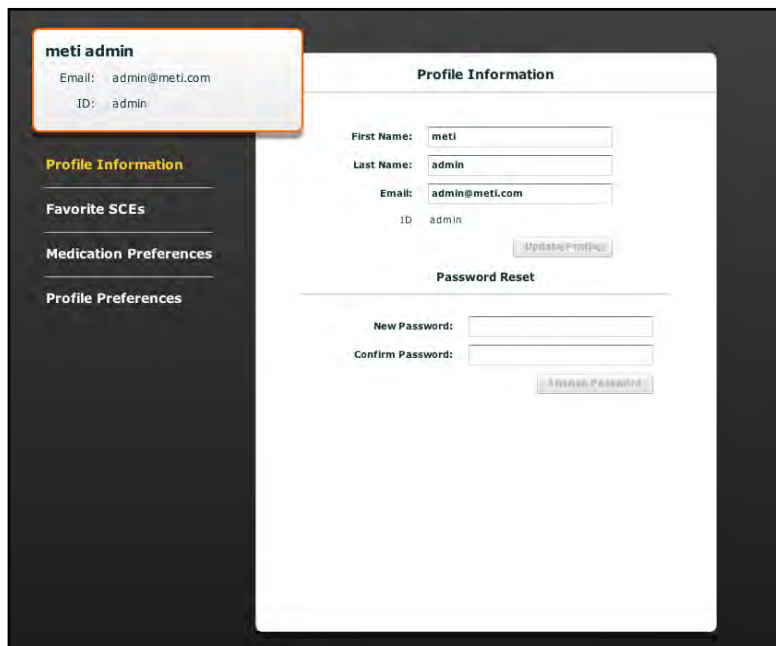 meti admin
Email: admin@meti.com
ID: admin
Profile Information
Favorite SCEs
Medication Preferences
Profile Preferences
Profile Information
First Name: meti
Last Name: admin
Email: admin@meti.com
ID admin
Update Profile
Password Reset
New Password:
Confirm Password:
Change Password